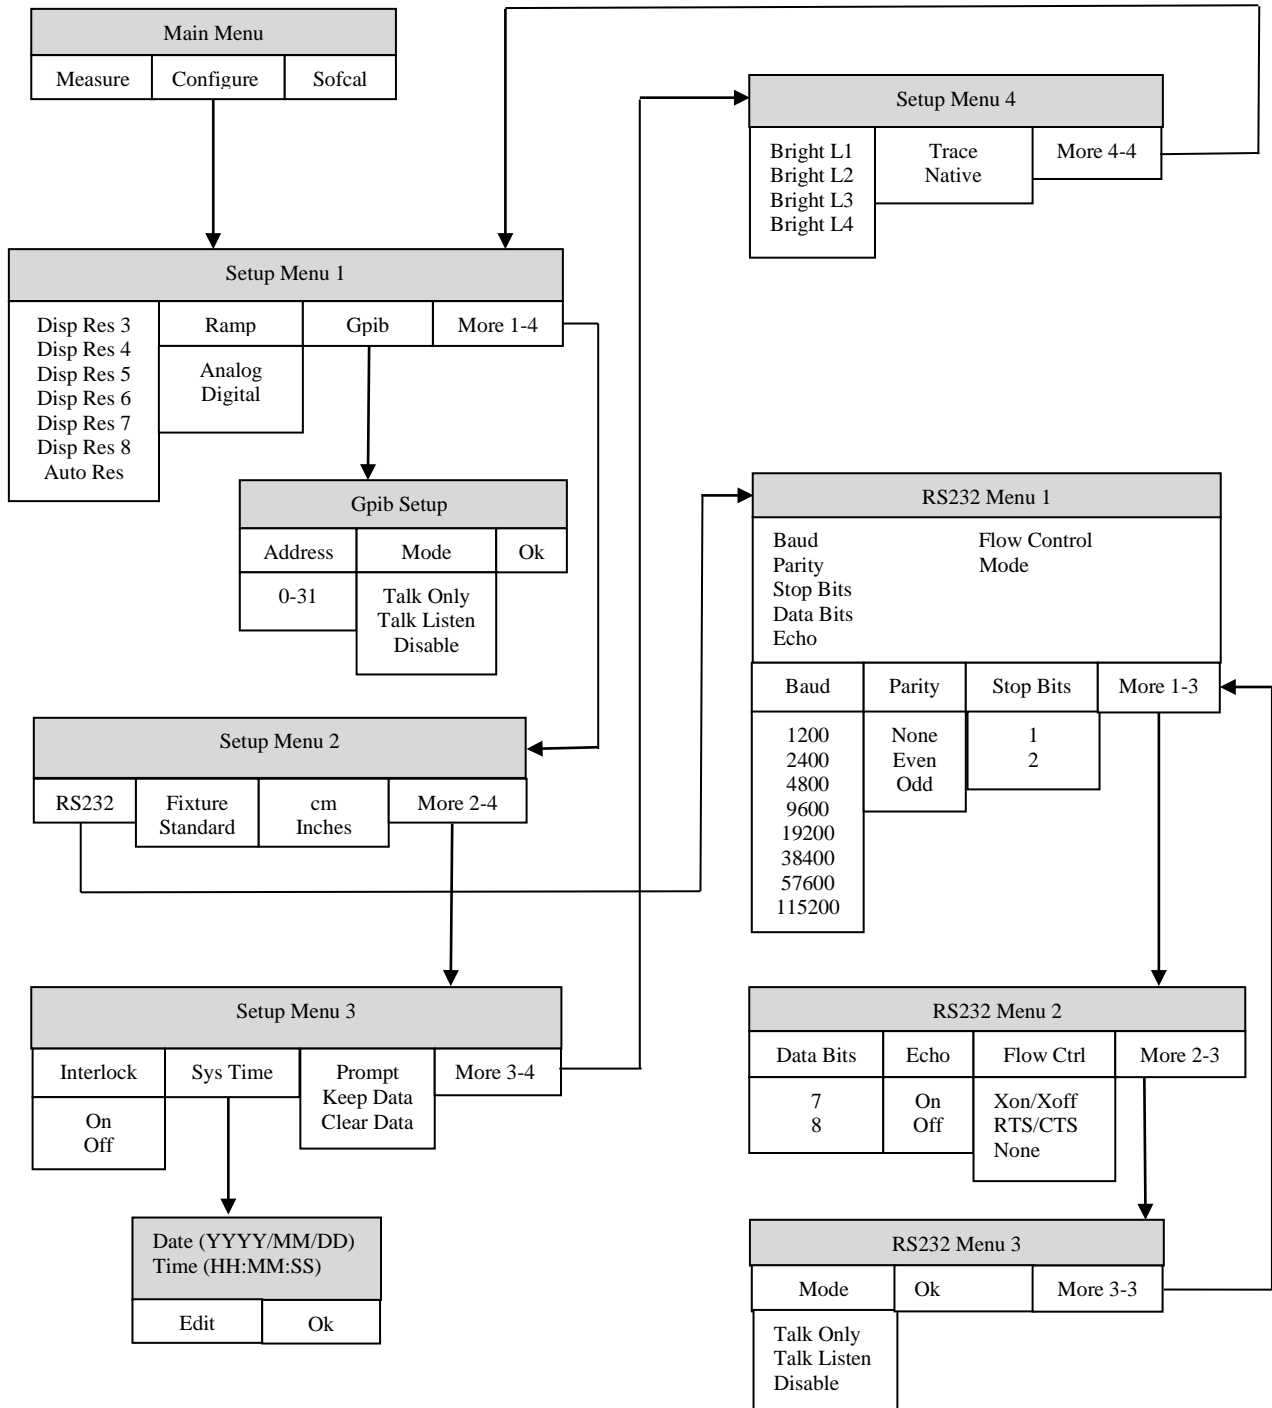 Main Menu
Measure
Configure
Sofcal
Setup Menu 4
Bright L1
Bright L2
Bright L3
Bright L4
Trace
Native
More 4-4
Setup Menu 1
Disp Res 3
Disp Res 4
Disp Res 5
Disp Res 6
Disp Res 7
Disp Res 8
Auto Res
Ramp
Analog
Digital
Gpib
More 1-4
Gpib Setup
Address
0-31
Mode
Talk Only
Talk Listen
Disable
Ok
RS232 Menu 1
Baud
Parity
Stop Bits
Data Bits
Echo
Flow Control
Mode
Baud
1200
2400
4800
9600
19200
38400
57600
115200
Parity
None
Even
Odd
Stop Bits
1
2
More 1-3
Setup Menu 2
RS232
Fixture
Standard
cm
Inches
More 2-4
Setup Menu 3
Interlock
On
Off
Sys Time
Prompt
Keep Data
Clear Data
More 3-4
RS232 Menu 2
Data Bits
7
8
Echo
On
Off
Flow Ctrl
Xon/Xoff
RTS/CTS
None
More 2-3
Date (YYYY/MM/DD)
Time (HH:MM:SS)
Edit
Ok
RS232 Menu 3
Mode
Talk Only
Talk Listen
Disable
Ok
More 3-3